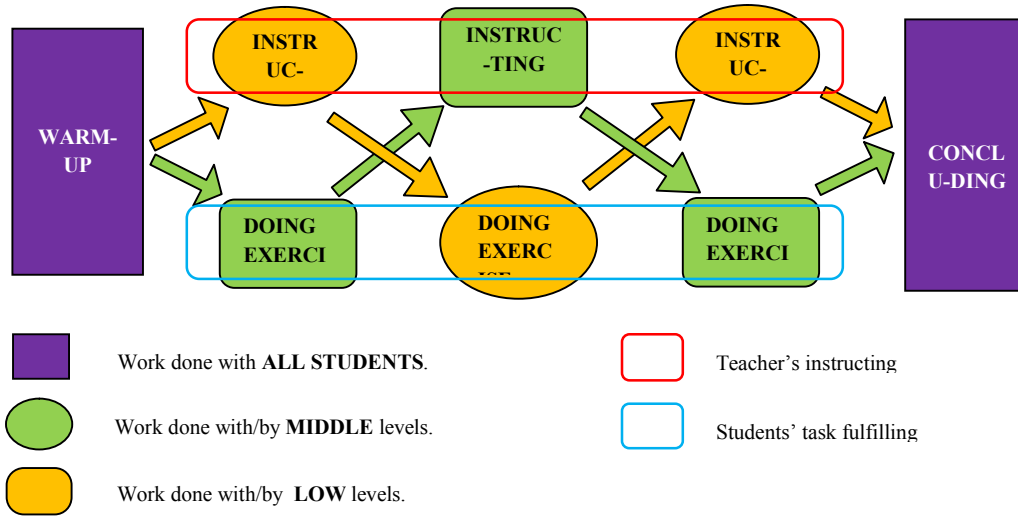 WARM-
UP
INSTR
UC-
INSTRUC
-TING
INSTR
UC-
DOING
EXERCI
DOING
EXERC
DOING
EXERCI
CONCL
U-DING
Work done with ALL STUDENTS.
Teacher's instructing
Work done with/by MIDDLE levels.
Students' task fulfilling
Work done with/by LOW levels.